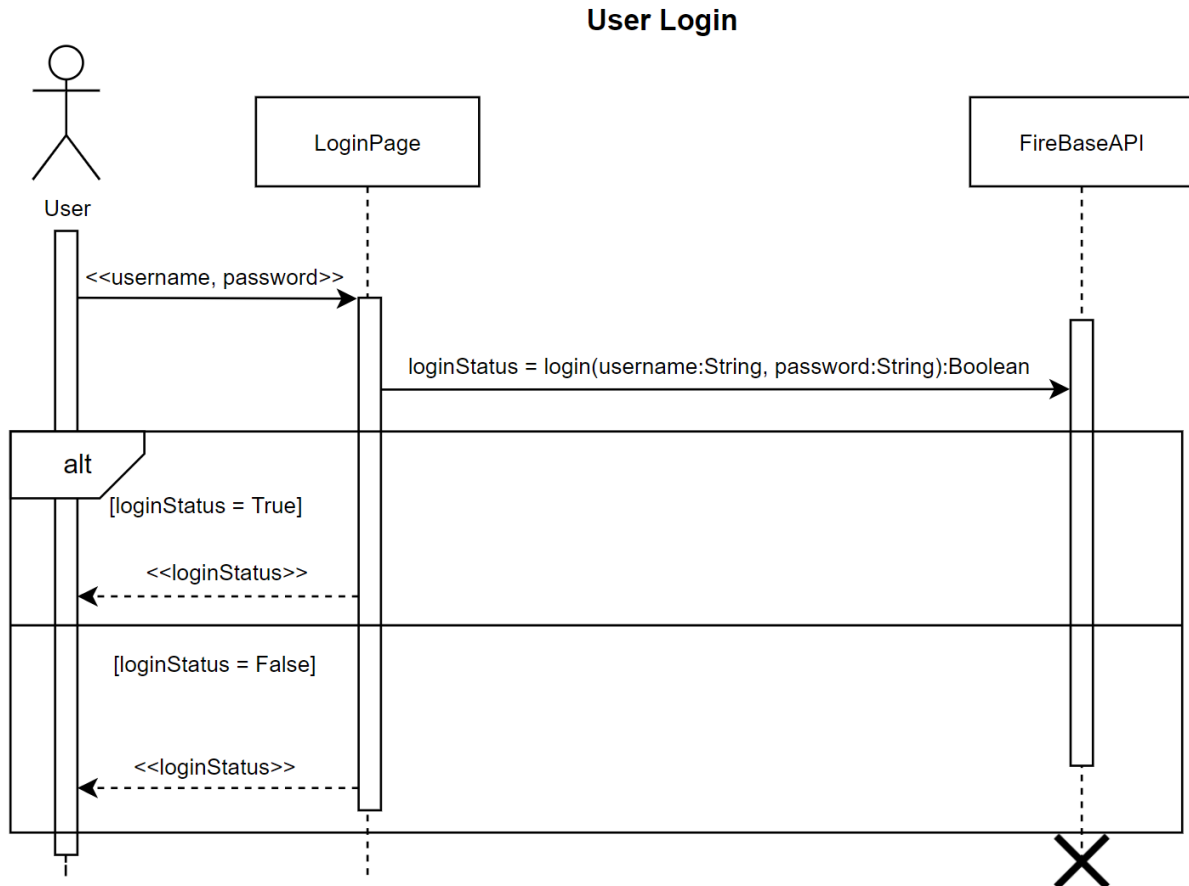 User Login
LoginPage
FireBaseAPI
User
<<username, password>>
loginStatus = login(username:String, password:String):Boolean
alt
[loginStatus = True]
<<loginStatus>>
[loginStatus = False]
<<loginStatus>>